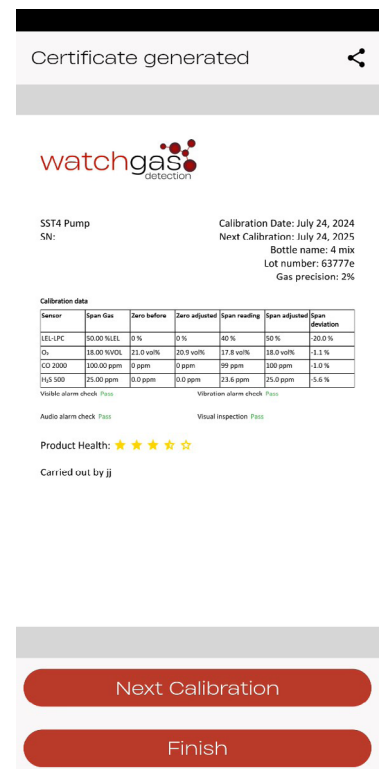 Certificate generated
watchgas
detection
SST4 Pump
SN:
Calibration Date: July 24, 2024
Next Calibration: July 24, 2025
Bottle name: 4 mix
Lot number: 63777e
Gas precision: 2%
Calibration data
Sensor Span Gas Zero before Zero adjusted Span reading Span adjusted Span deviation
LEL-LPC 50.00 %LEL 0 % 0 % 40 % 50 % -20.0 %
O₂ 18.00 %VOL 21.0 vol% 20.9 vol% 17.8 vol% 18.0 vol% -1.1 %
CO 2000 100.00 ppm 0 ppm 0 ppm 99 ppm 100 ppm -1.0 %
H₂S 500 25.00 ppm 0.0 ppm 0.0 ppm 23.6 ppm 25.0 ppm -5.6 %
Visible alarm check Pass Vibration alarm check Pass
Audio alarm check Pass Visual inspection Pass
Product Health:
Carried out by jj
Next Calibration
Finish